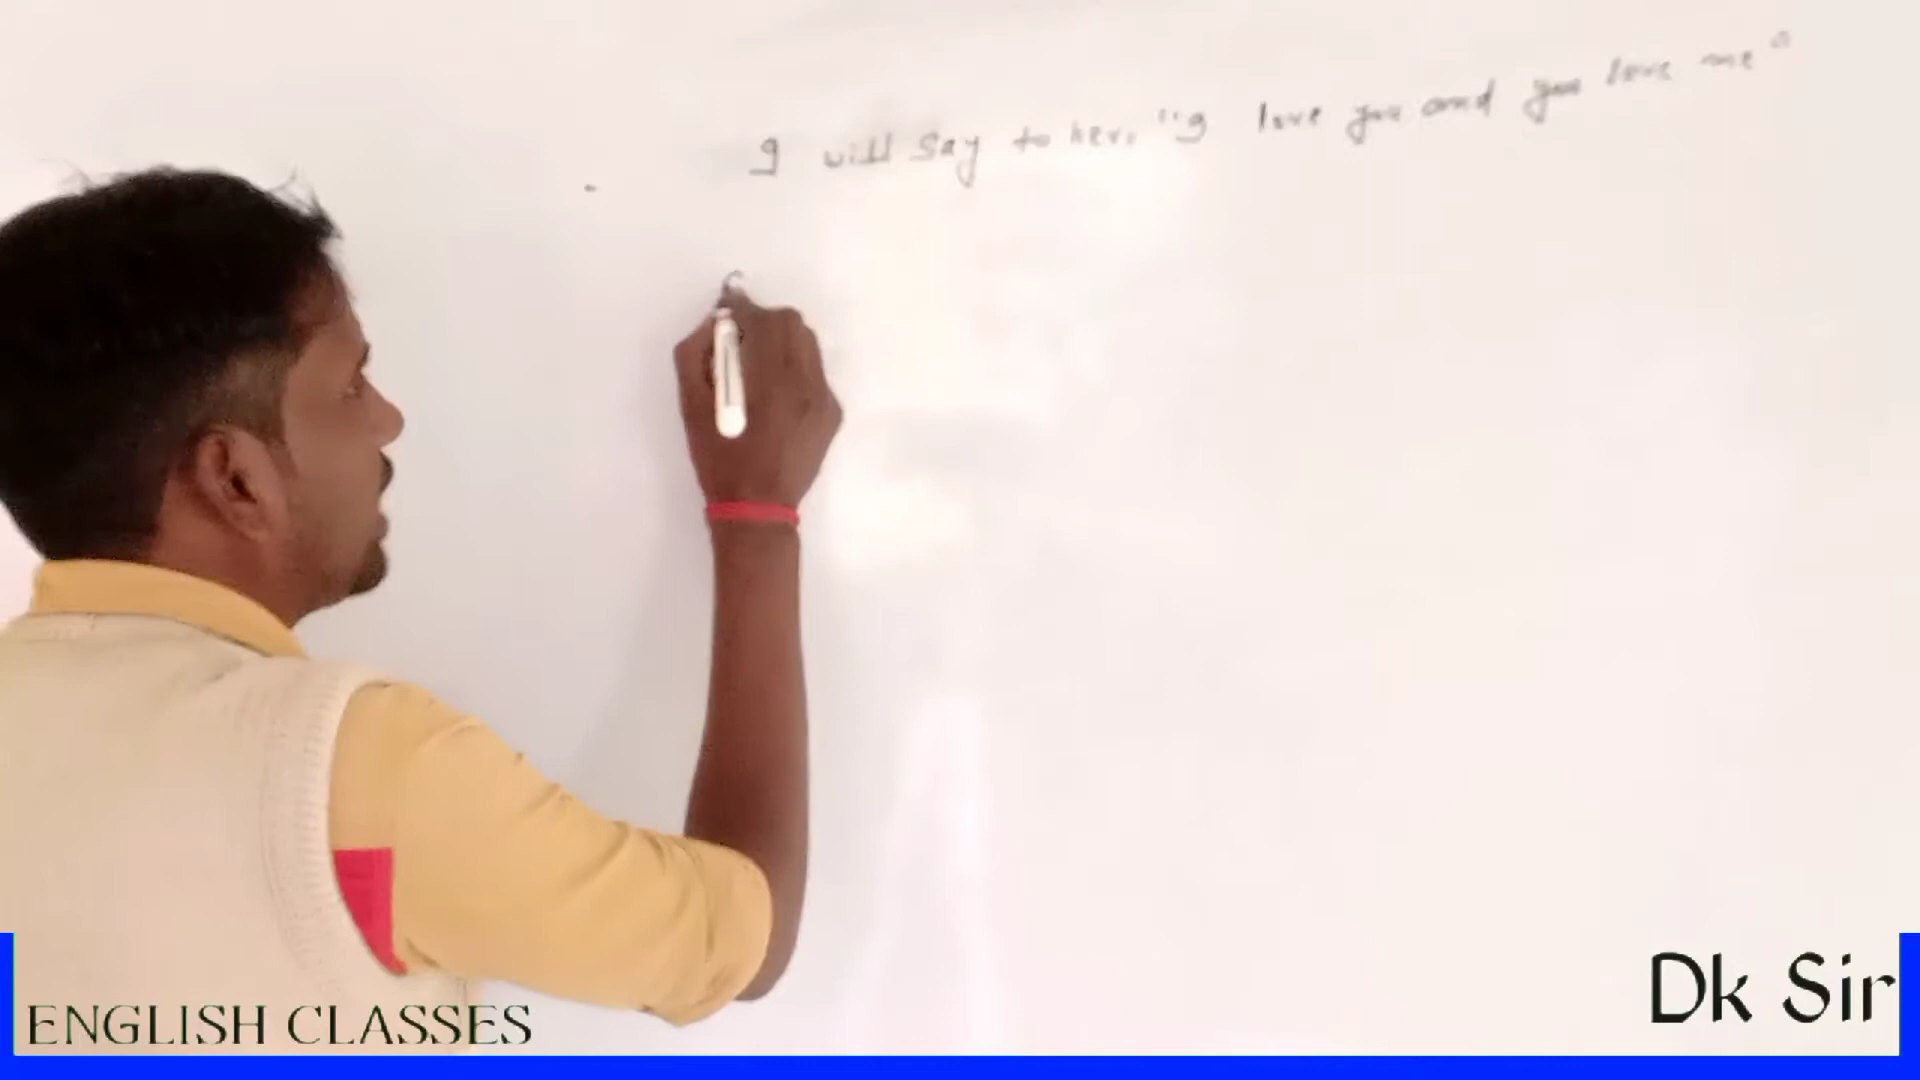 I will say to her, "I love you and you love me"
ENGLISH CLASSES
Dk Sir